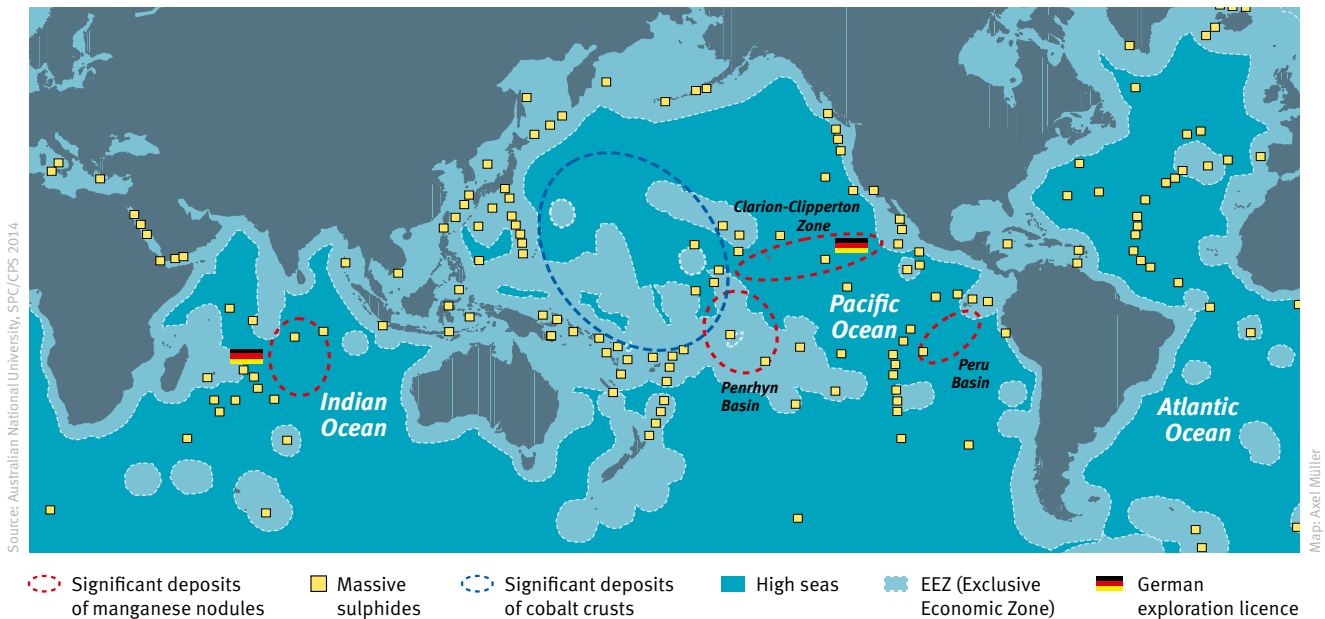 Source: Australian National University, SPC/CPS 2014
Clarion-Clipperton
Zone
Pacific
Ocean
Peru
Basin
Penrhyn
Basin
Indian
Ocean
Atlantic
Ocean
Map: Axel Müller
Significant deposits
of manganese nodules
Massive
sulphides
Significant deposits
of cobalt crusts
High seas
EEZ (Exclusive
Economic Zone)
German
exploration licence